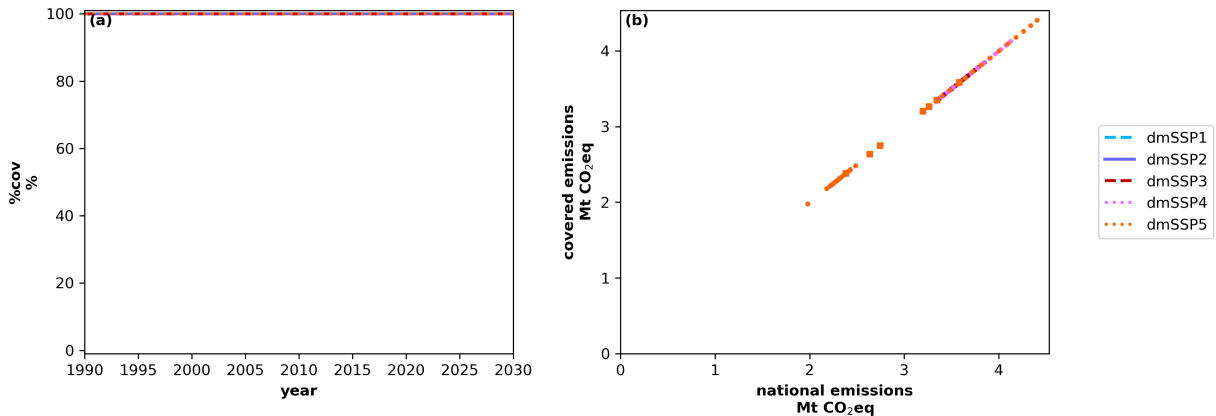 (a)
100
80
60
40
20
0
%cov
%
1990
1995
2000
2005
2010
2015
2020
2025
2030
year
(b)
4
3
2
1
0
covered emissions
Mt CO₂eq
0
1
2
3
4
national emissions
Mt CO₂eq
dmSSP1
dmSSP2
dmSSP3
dmSSP4
dmSSP5